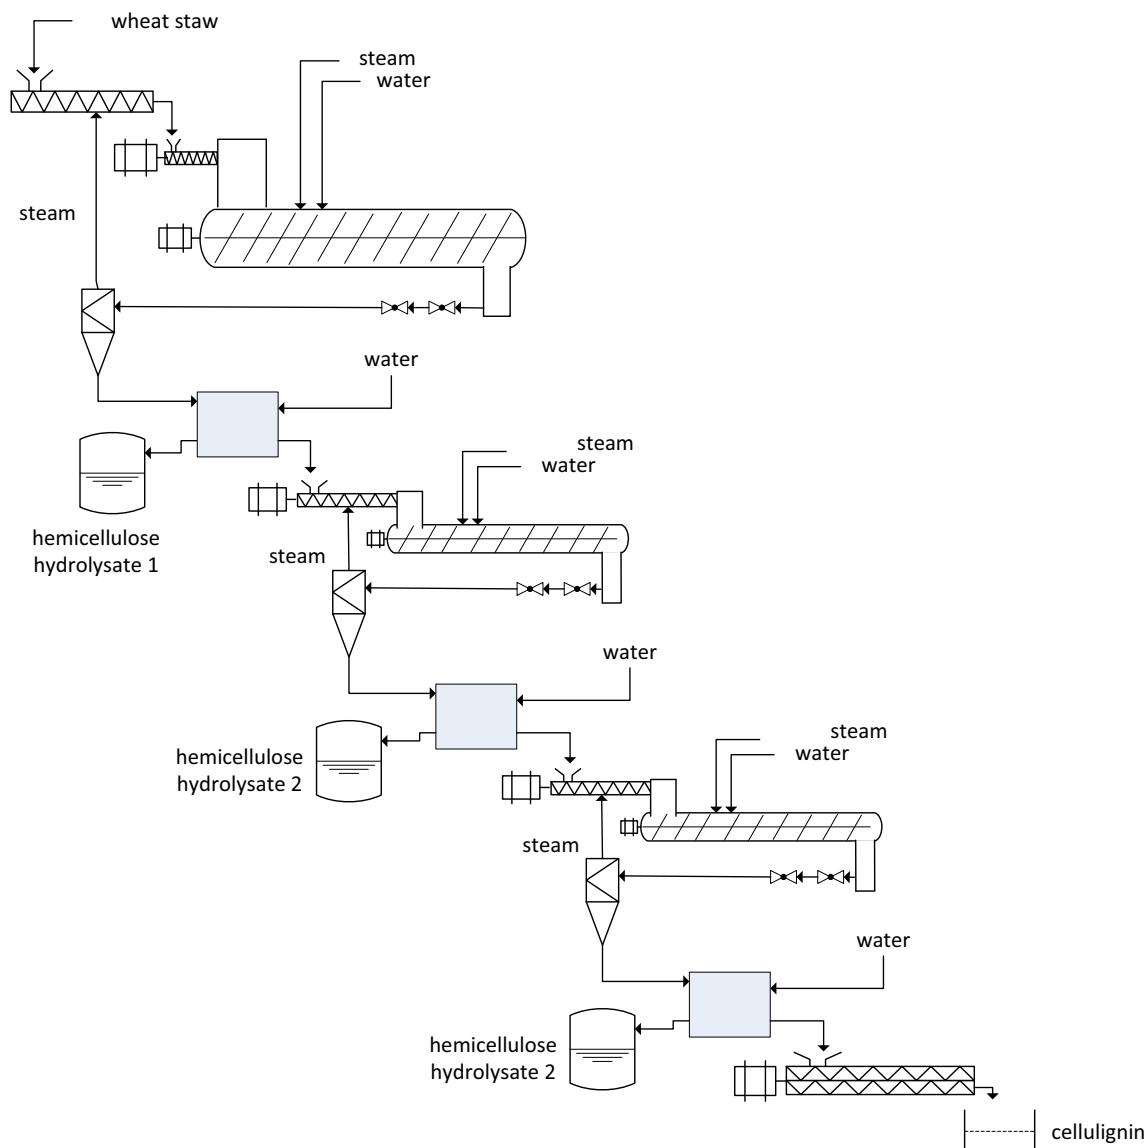 wheat staw
steam
water
steam
water
steam
water
hemicellulose
hydrolysate 1
steam
water
steam
water
hemicellulose
hydrolysate 2
steam
water
hemicellulose
hydrolysate 2
cellulignin